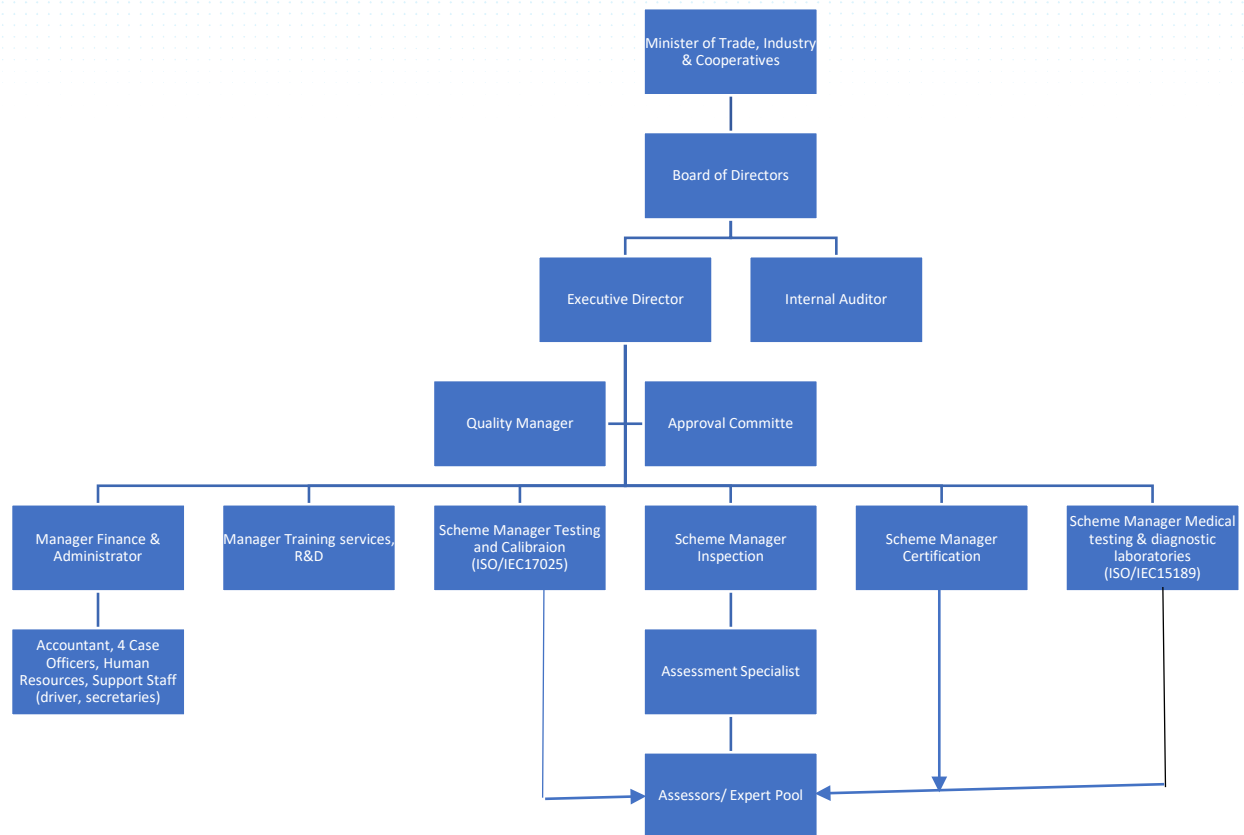 Minister of Trade, Industry
& Cooperatives
Board of Directors
Executive Director
Internal Auditor
Quality Manager
Approval Committe
Manager Finance &
Administrator
Manager Training services,
R&D
Scheme Manager Testing
and Calibraion
(ISO/IEC17025)
Scheme Manager
Inspection
Scheme Manager
Certification
Scheme Manager Medical
testing & diagnostic
laboratories
(ISO/IEC15189)
Accountant, 4 Case
Officers, Human
Resources, Support Staff
(driver, secretaries)
Assessment Specialist
Assessors/ Expert Pool